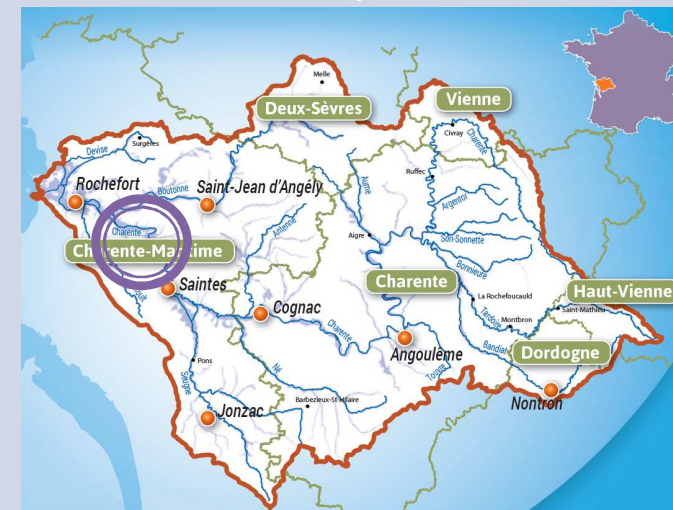 Melle
Deux-Sèvres
Vienne
Civray
Charente
Surgères
Devise
Ruffec
Aume
Rochefort
Boutonne
Saint-Jean d'Angély
Argentor
Antenne
Aigre
Son-Sonnette
Charente
Charente-Maritime
Bonnieure
Saintes
Charente
La Rochefoucauld
Haut-Vienne
Saint-Mathieu
Cognac
Tardoire
Montbron
Charente
Angoulême
Bandiat
Dordogne
Touvre
Pons
Né
Seugne
Nontron
Barbezieux-St-Hilaire
Jonzac